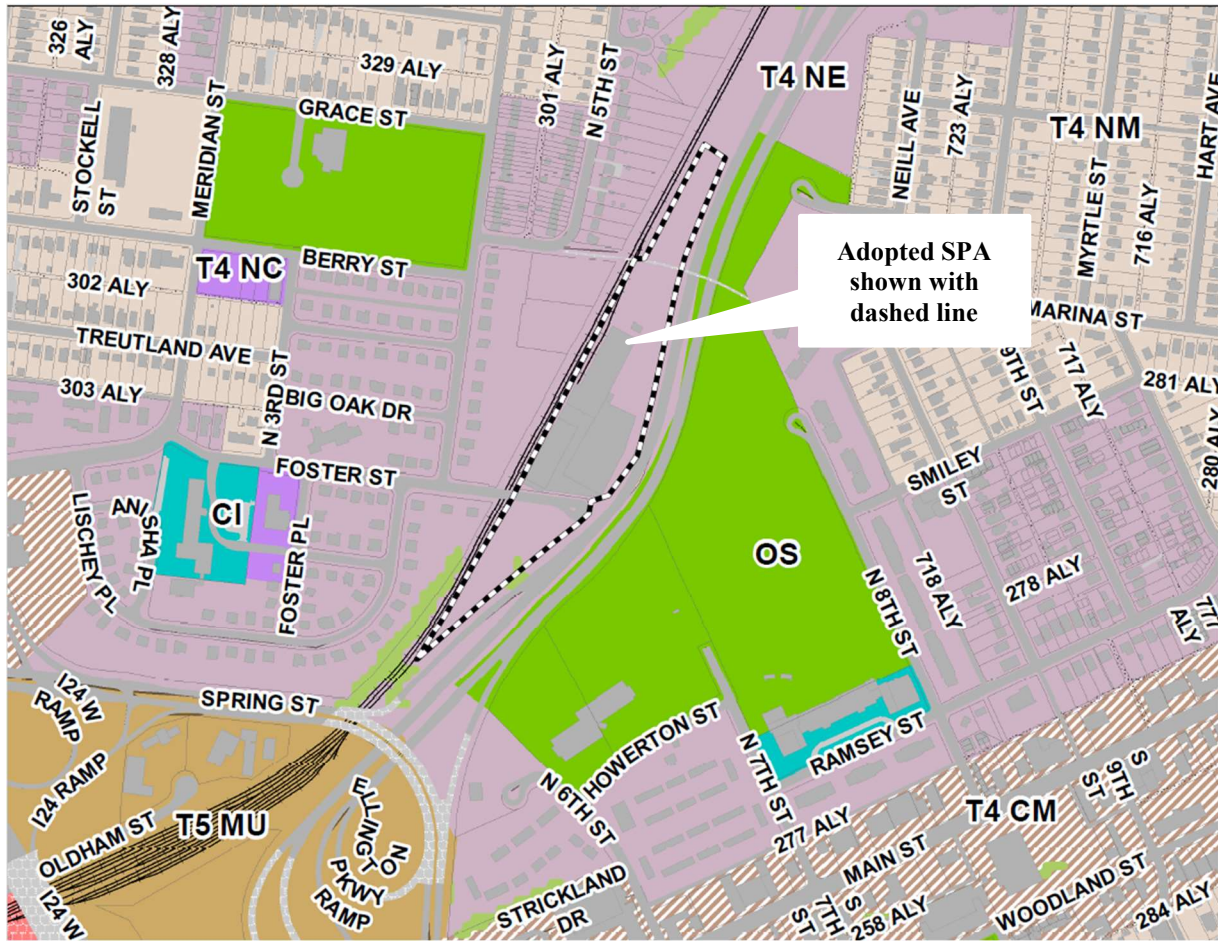 326
ALY
328 ALY
329 ALY
301 ALY
N 5TH ST
T4 NE
NEILL AVE
723 ALY
T4 NM
HART AVE
GRACE ST
STOCKELL
ST
MERIDIAN ST
MYRTLE ST
716 ALY
Adopted SPA
shown with
dashed line
BERRY ST
T4 NC
302 ALY
MARINA ST
TREUTLAND AVE
9TH ST
717 ALY
281 ALY
303 ALY
N 3RD ST
BIG OAK DR
280 ALY
FOSTER ST
SMILEY
ST
LISCHEY PL
ANISHA PL
CI
FOSTER PL
OS
N 8TH ST
718 ALY
278 ALY
777
ALY
I24 W
RAMP
SPRING ST
I24 RAMP
HOWERTON ST
N 7TH ST
RAMSEY ST
N 6TH ST
OLDHAM ST
T5 MU
ELLINGTON
PKWY
RAMP
277 ALY
T4 CM
S
9TH
ST
MAIN ST
STRICKLAND
DR
I24 W
S
7TH
ST
258 ALY
WOODLAND ST
284 ALY